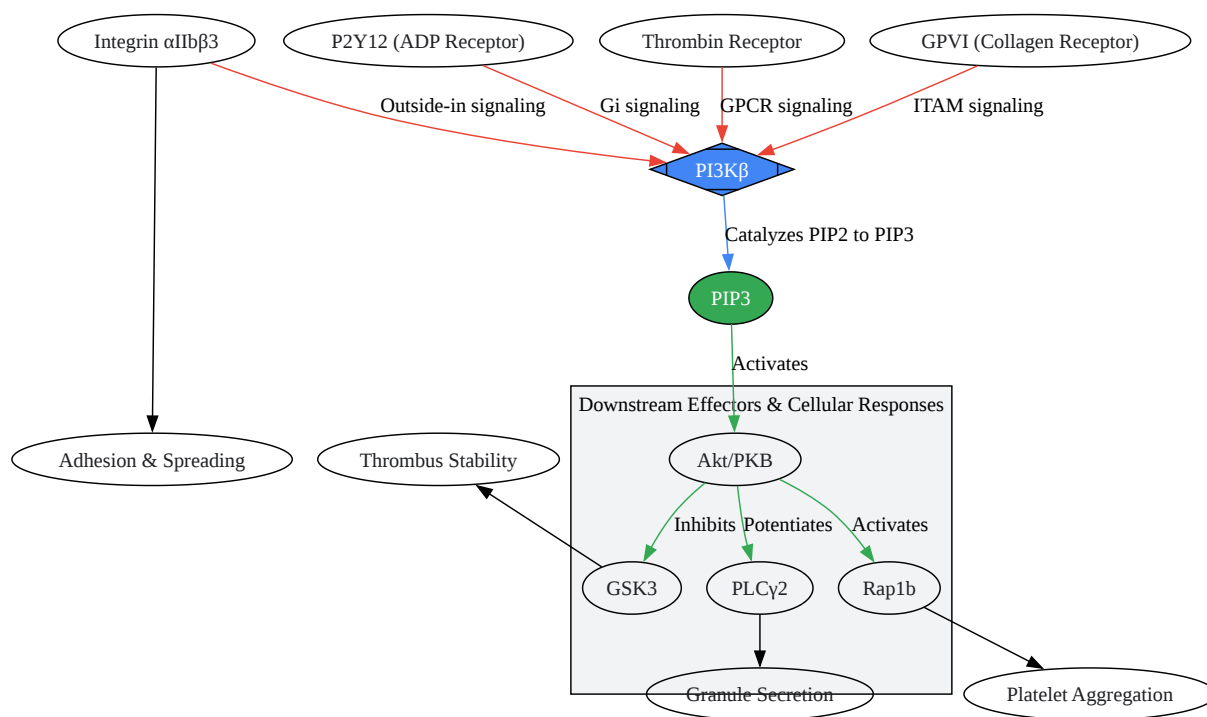 Integrin αIIbβ3
P2Y12 (ADP Receptor)
Thrombin Receptor
GPVI (Collagen Receptor)
Outside-in signaling
Gi signaling
GPCR signaling
ITAM signaling
PI3Kβ
Catalyzes PIP2 to PIP3
PIP3
Activates
Downstream Effectors & Cellular Responses
Adhesion & Spreading
Thrombus Stability
Akt/PKB
Inhibits
Potentiates
Activates
GSK3
PLCγ2
Rap1b
Granule Secretion
Platelet Aggregation